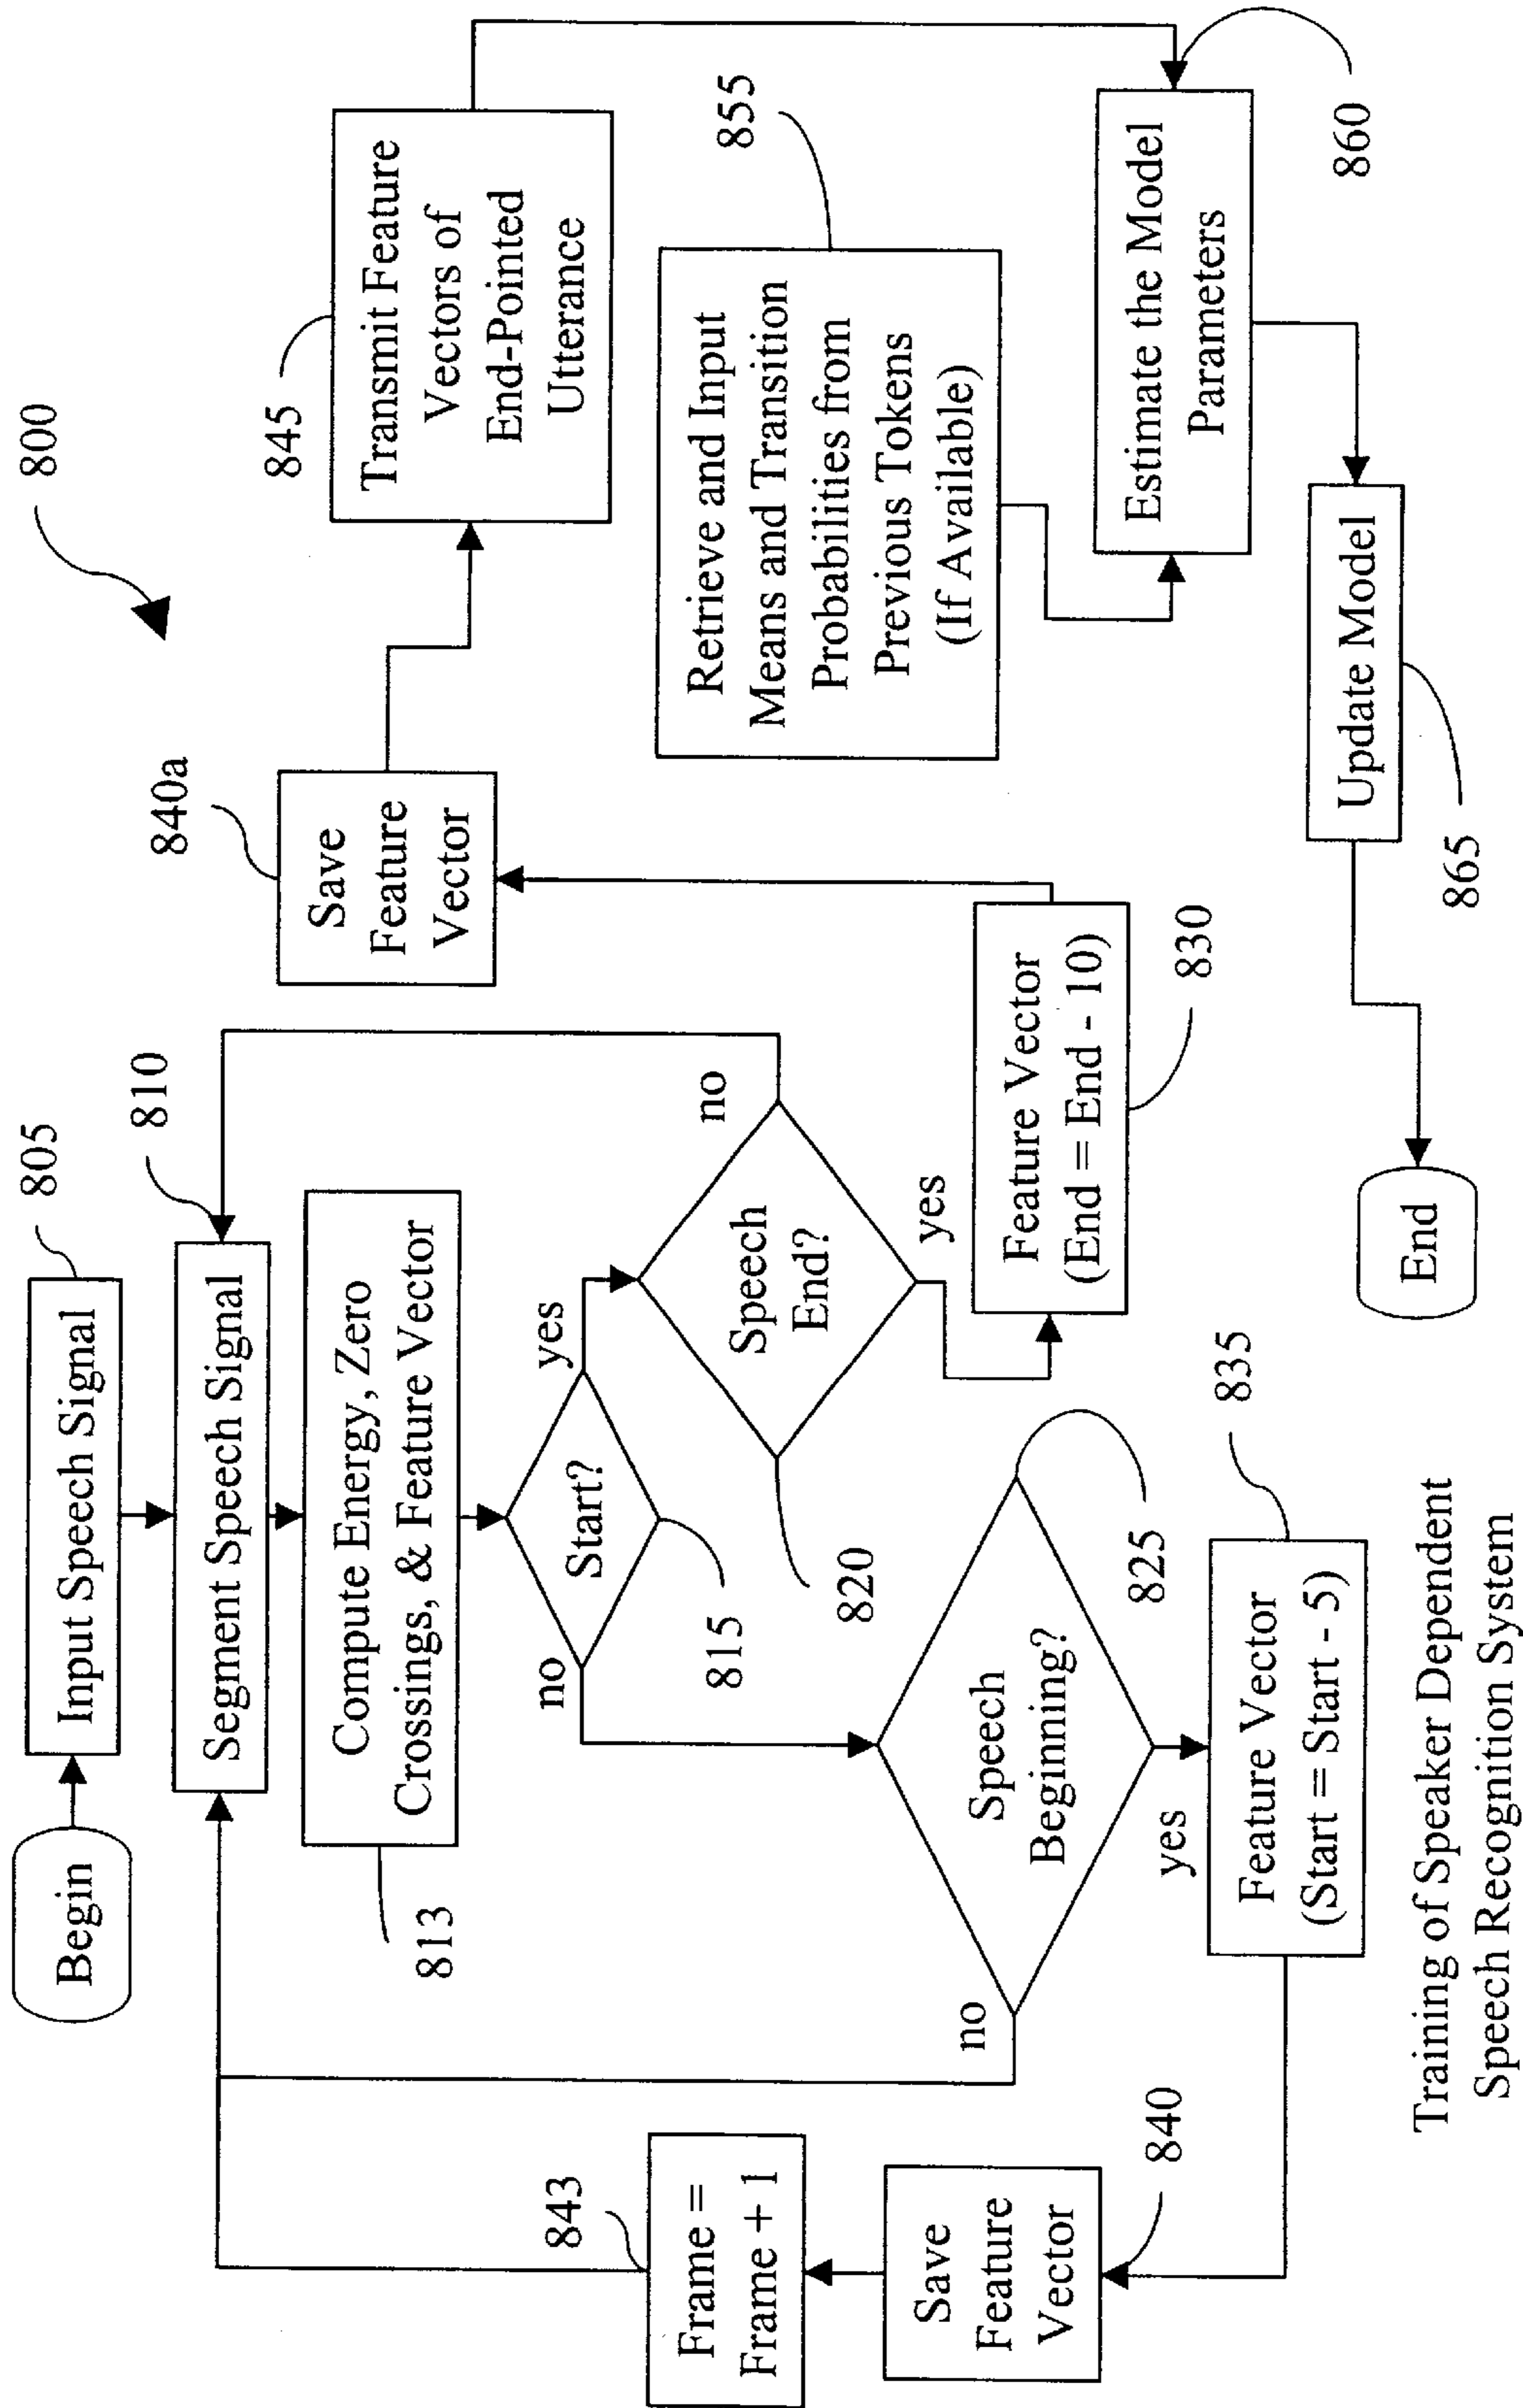 800
Begin
Input Speech Signal
805
Segment Speech Signal
810
Compute Energy, Zero
Crossings, & Feature Vector
813
Start?
815
yes
no
Speech
End?
820
no
yes
Speech
Beginning?
825
no
yes
Feature Vector
(Start = Start - 5)
835
Save
Feature
Vector
840
Frame =
Frame + 1
843
Feature Vector
(End = End - 10)
830
Save
Feature
Vector
840a
Transmit Feature
Vectors of
End-Pointed
Utterance
845
Retrieve and Input
Means and Transition
Probabilities from
Previous Tokens
(If Available)
855
Estimate the Model
Parameters
860
Update Model
865
End
Training of Speaker Dependent
Speech Recognition System